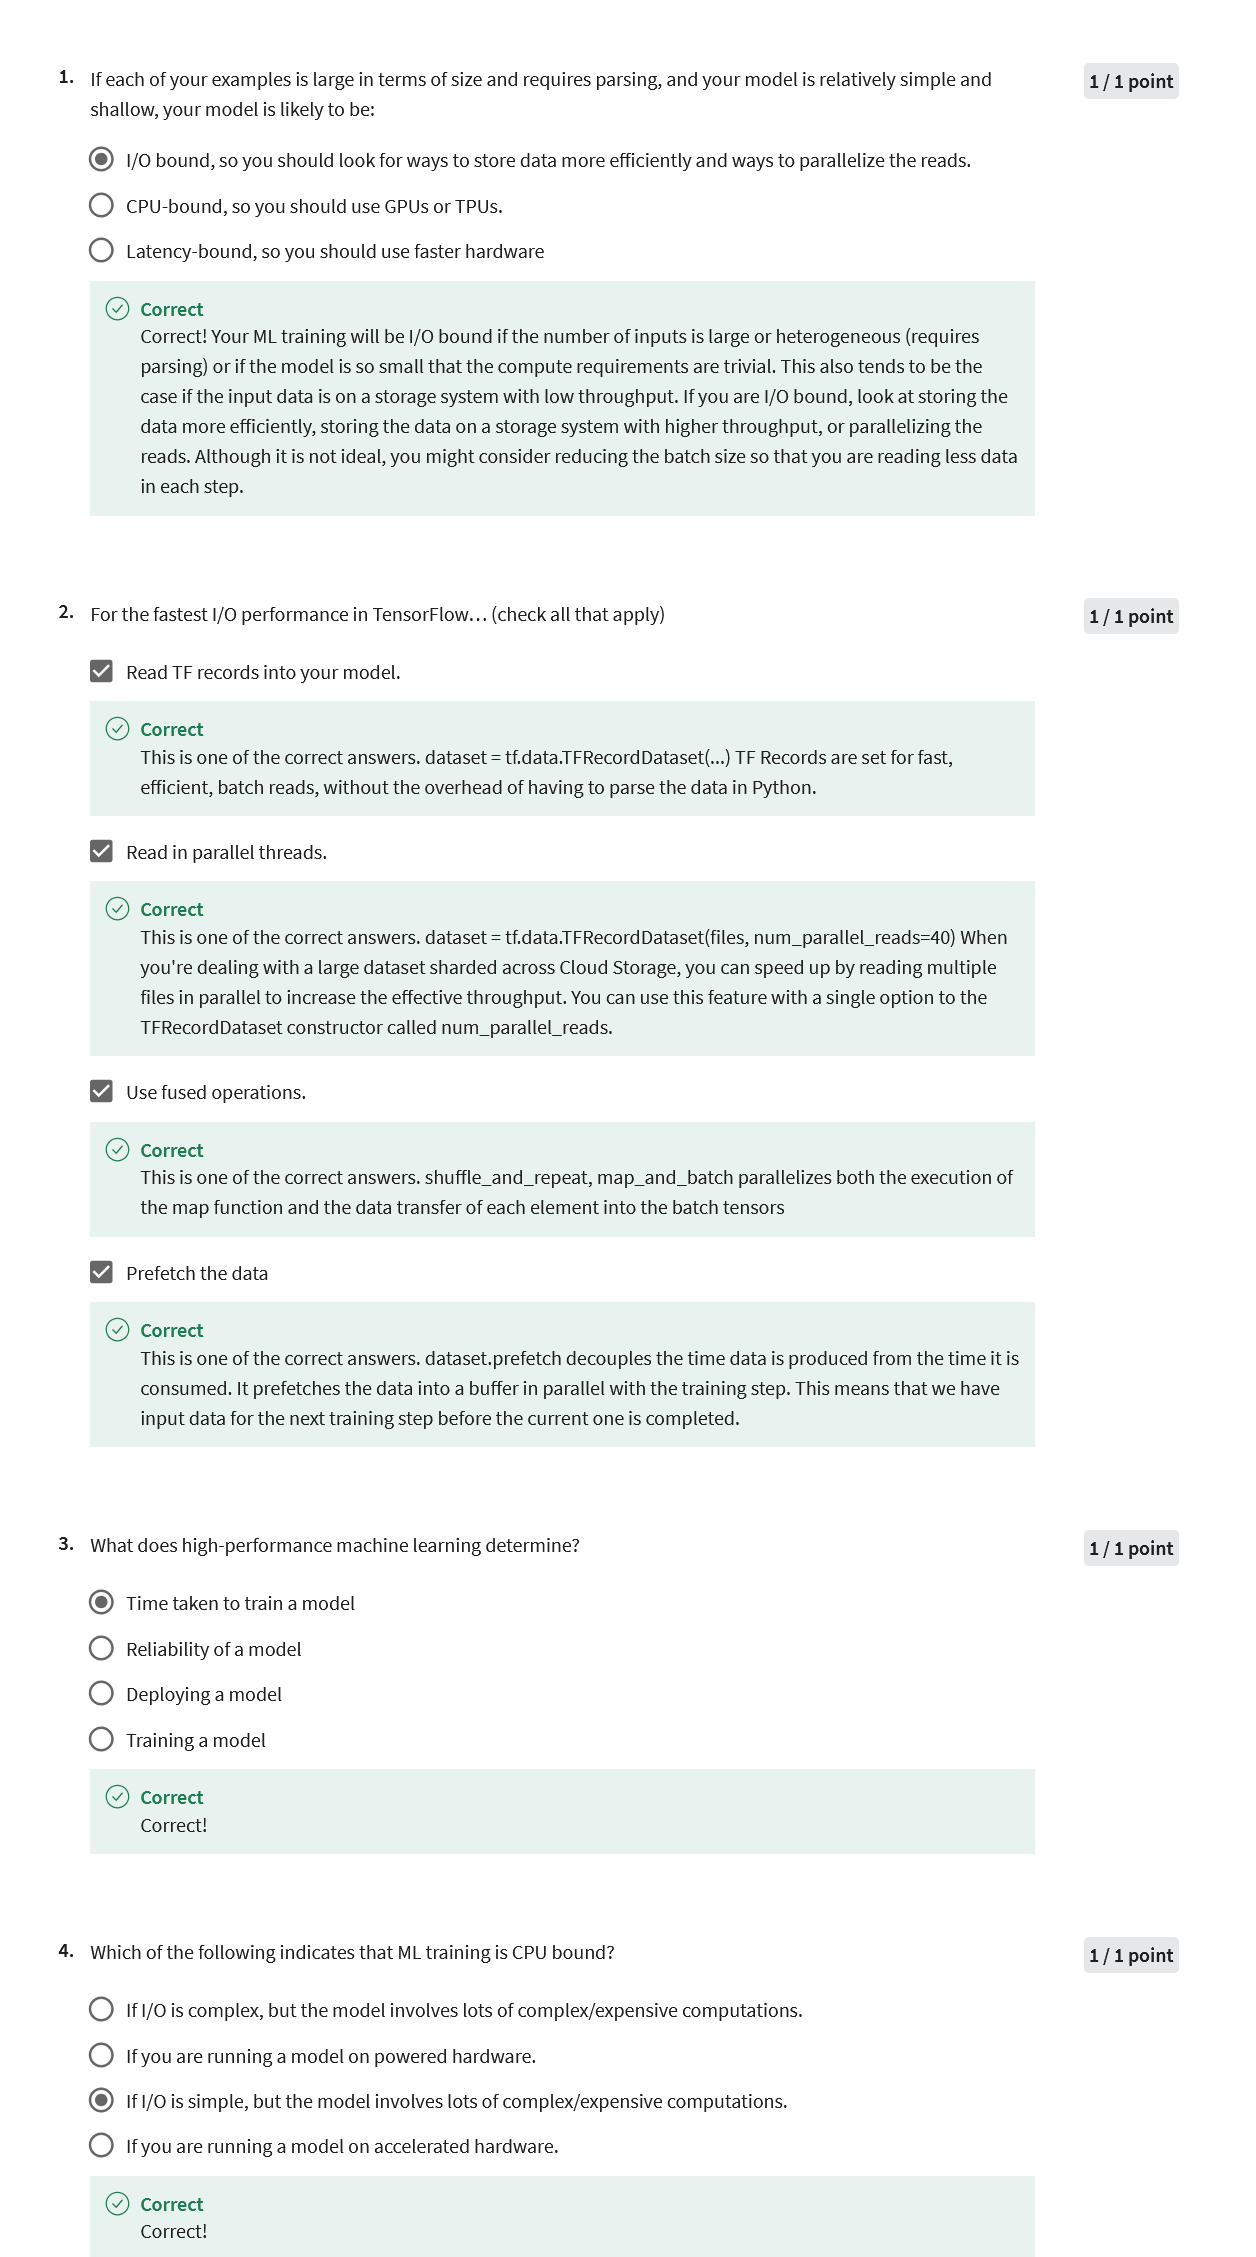 1. If each of your examples is large in terms of size and requires parsing, and your model is relatively simple and
shallow, your model is likely to be:
1 / 1 point
I/O bound, so you should look for ways to store data more efficiently and ways to parallelize the reads.
CPU-bound, so you should use GPUs or TPUs.
Latency-bound, so you should use faster hardware
Correct
Correct! Your ML training will be I/O bound if the number of inputs is large or heterogeneous (requires
parsing) or if the model is so small that the compute requirements are trivial. This also tends to be the
case if the input data is on a storage system with low throughput. If you are I/O bound, look at storing the
data more efficiently, storing the data on a storage system with higher throughput, or parallelizing the
reads. Although it is not ideal, you might consider reducing the batch size so that you are reading less data
in each step.
2. For the fastest I/O performance in TensorFlow… (check all that apply)
1 / 1 point
Read TF records into your model.
Correct
This is one of the correct answers. dataset = tf.data.TFRecordDataset(...) TF Records are set for fast,
efficient, batch reads, without the overhead of having to parse the data in Python.
Read in parallel threads.
Correct
This is one of the correct answers. dataset = tf.data.TFRecordDataset(files, num_parallel_reads=40) When
you're dealing with a large dataset sharded across Cloud Storage, you can speed up by reading multiple
files in parallel to increase the effective throughput. You can use this feature with a single option to the
TFRecordDataset constructor called num_parallel_reads.
Use fused operations.
Correct
This is one of the correct answers. shuffle_and_repeat, map_and_batch parallelizes both the execution of
the map function and the data transfer of each element into the batch tensors
Prefetch the data
Correct
This is one of the correct answers. dataset.prefetch decouples the time data is produced from the time it is
consumed. It prefetches the data into a buffer in parallel with the training step. This means that we have
input data for the next training step before the current one is completed.
3. What does high-performance machine learning determine?
1 / 1 point
Time taken to train a model
Reliability of a model
Deploying a model
Training a model
Correct
Correct!
4. Which of the following indicates that ML training is CPU bound?
1 / 1 point
If I/O is complex, but the model involves lots of complex/expensive computations.
If you are running a model on powered hardware.
If I/O is simple, but the model involves lots of complex/expensive computations.
If you are running a model on accelerated hardware.
Correct
Correct!